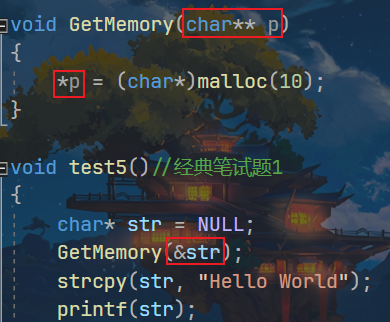 void GetMemory(char** p)
{
    *p = (char*)malloc(10);
}
void test5()//经典笔试题1
{
    char* str = NULL;
    GetMemory(&str);
    strcpy(str, "Hello World");
    printf(str);